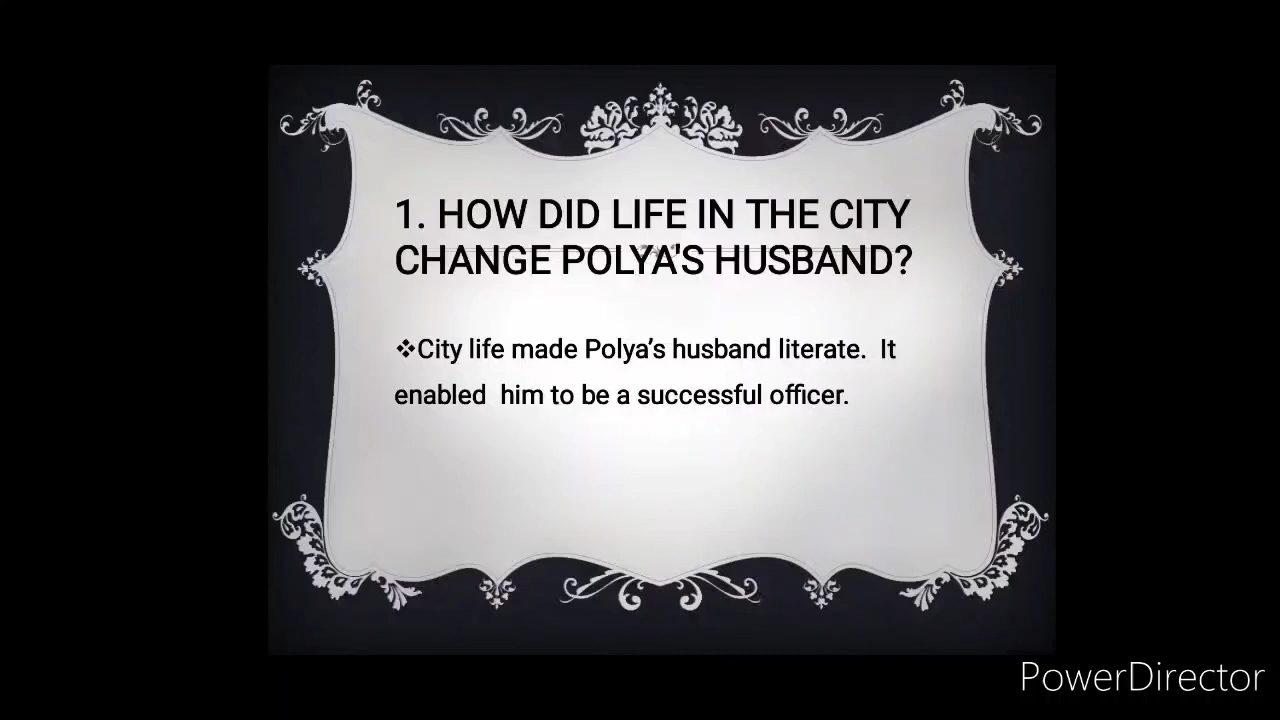 1. HOW DID LIFE IN THE CITY
CHANGE POLYA'S HUSBAND?
❖City life made Polya’s husband literate.  It
enabled  him to be a successful officer.
PowerDirector